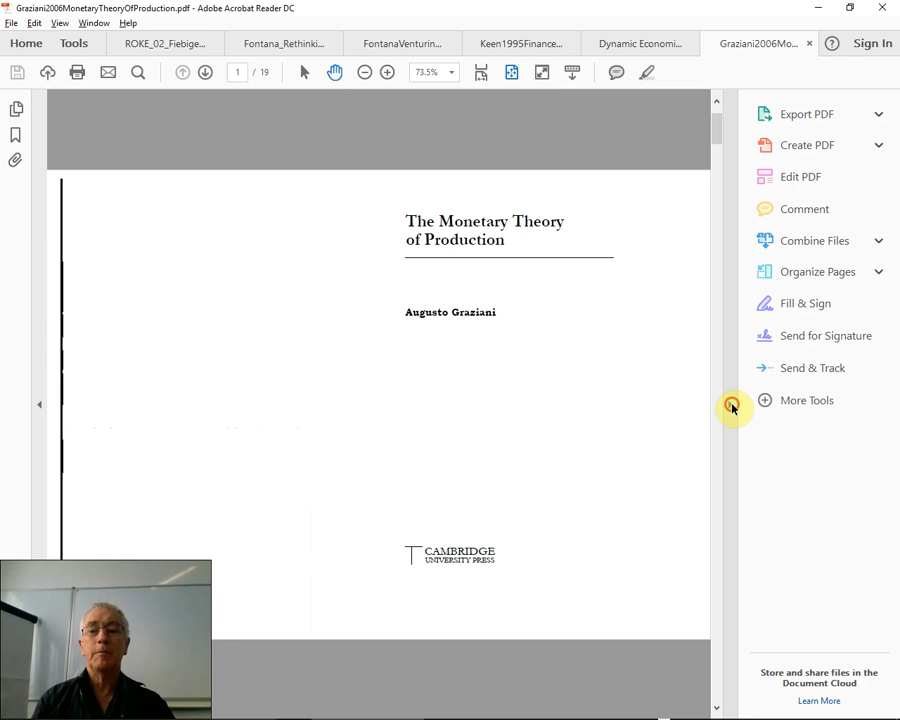 Graziani2006MonetaryTheoryOfProduction.pdf - Adobe Acrobat Reader DC
File Edit View Window Help
Home Tools ROKE_02_Fiebige... Fontana_Rethinki... FontanaVenturin... Keen1995Finance... Dynamic Economi... Graziani2006Mo... × Sign In
1 / 19 73.5%
Export PDF
Create PDF
Edit PDF
Comment
Combine Files
Organize Pages
Fill & Sign
Send for Signature
Send & Track
More Tools
The Monetary Theory
of Production
Augusto Graziani
CAMBRIDGE
UNIVERSITY PRESS
Store and share files in the
Document Cloud
Learn More